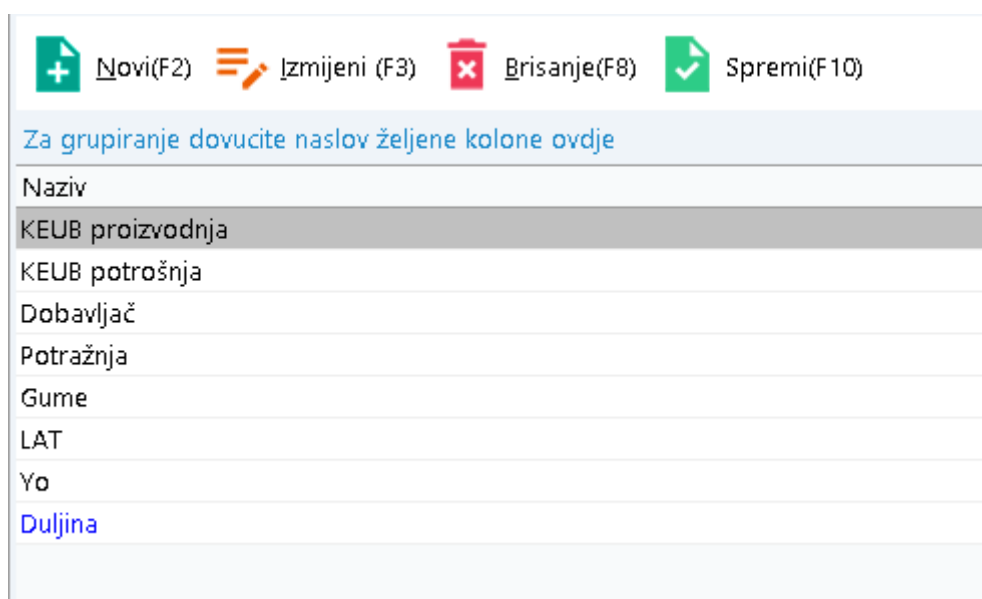 Novi(F2) Izmijeni (F3) Brisanje(F8) Spremi(F10)
Za grupiranje dovucite naslov željene kolone ovdje
Naziv
KEUB proizvodnja
KEUB potrošnja
Dobavljač
Potražnja
Gume
LAT
Yo
Duljina